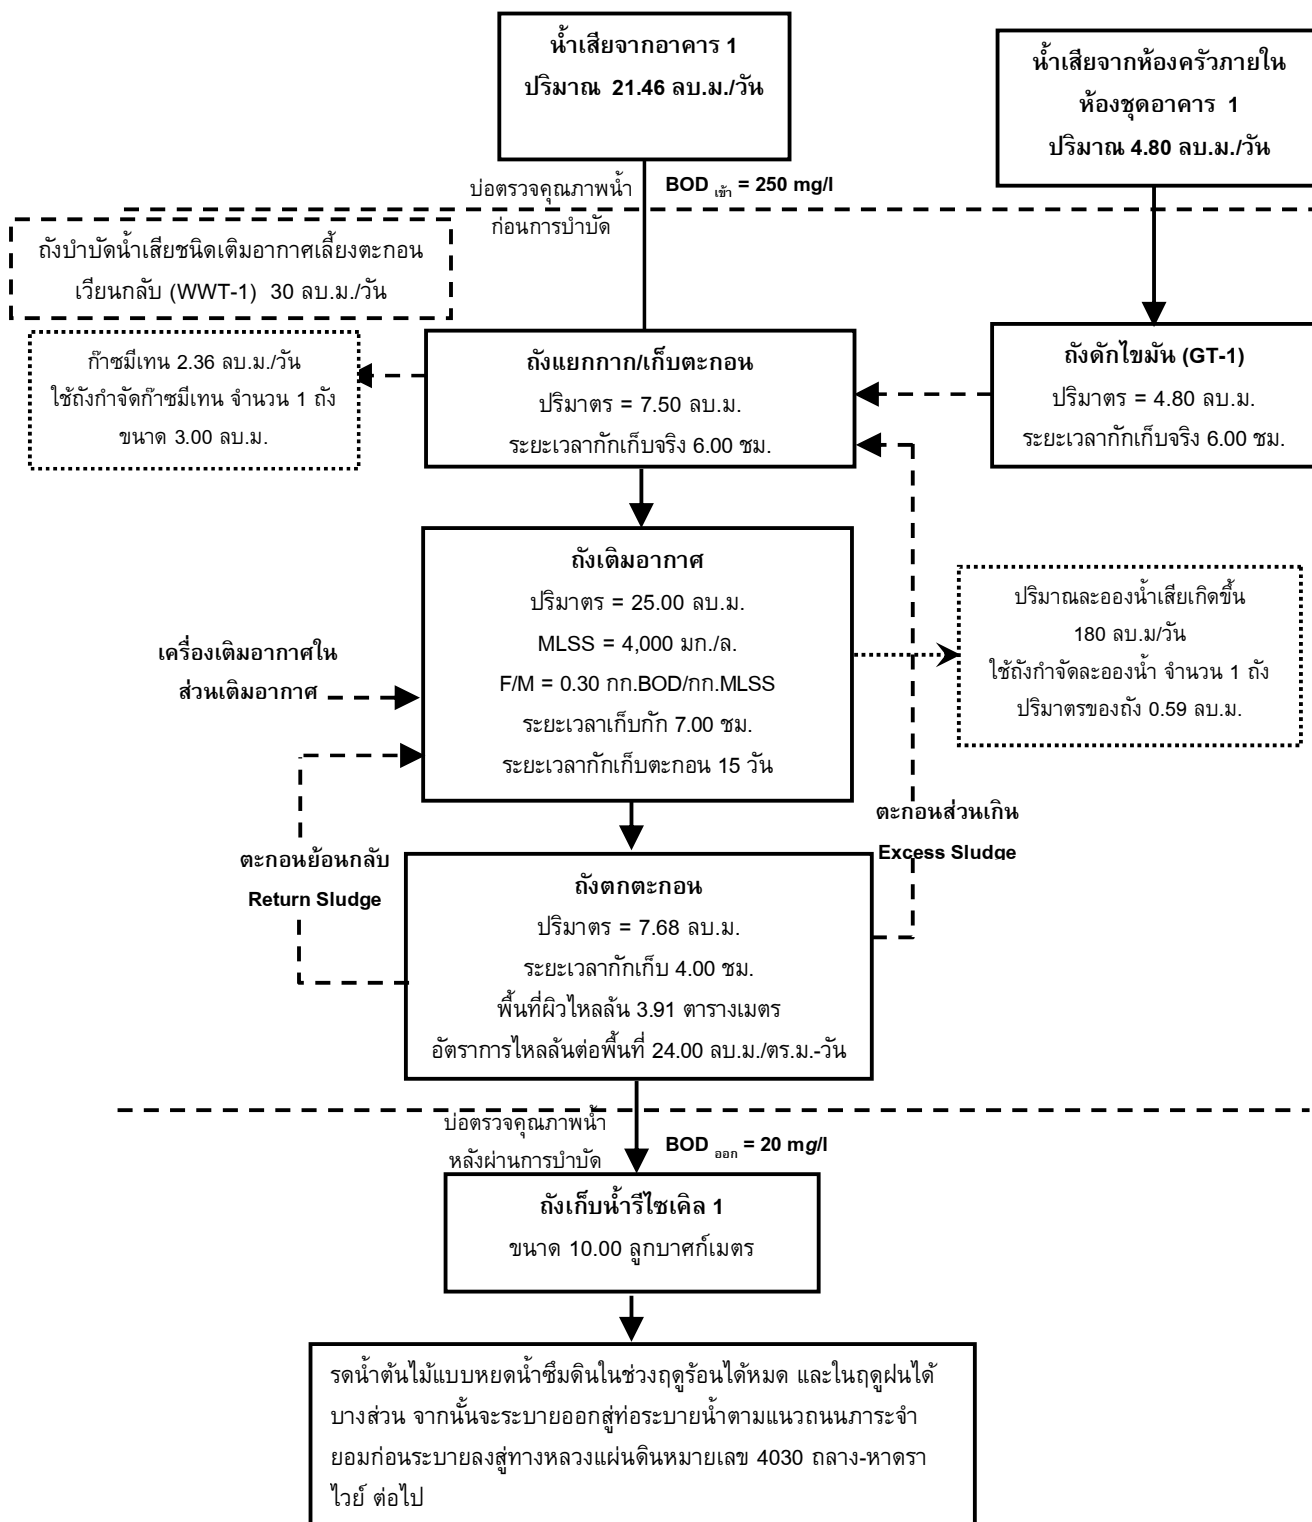 น้ำเสียจากอาคาร 1
ปริมาณ 21.46 ลบ.ม./วัน
น้ำเสียจากห้องครัวภายใน
ห้องชุดอาคาร 1
ปริมาณ 4.80 ลบ.ม./วัน
บ่อตรวจคุณภาพน้ำ
ก่อนการบำบัด
BOD เข้า = 250 mg/l
ถังบำบัดน้ำเสียชนิดเติมอากาศเลี้ยงตะกอน
เวียนกลับ (WWT-1) 30 ลบ.ม./วัน
ก๊าซมีเทน 2.36 ลบ.ม./วัน
ใช้ถังกำจัดก๊าซมีเทน จำนวน 1 ถัง
ขนาด 3.00 ลบ.ม.
ถังแยกกาก/เก็บตะกอน
ปริมาตร = 7.50 ลบ.ม.
ระยะเวลากักเก็บจริง 6.00 ชม.
ถังดักไขมัน (GT-1)
ปริมาตร = 4.80 ลบ.ม.
ระยะเวลากักเก็บจริง 6.00 ชม.
ถังเติมอากาศ
ปริมาตร = 25.00 ลบ.ม.
MLSS = 4,000 มก./ล.
F/M = 0.30 กก.BOD/กก.MLSS
ระยะเวลาเก็บกัก 7.00 ชม.
ระยะเวลากักเก็บตะกอน 15 วัน
เครื่องเติมอากาศใน
ส่วนเติมอากาศ
ปริมาณละอองน้ำเสียเกิดขึ้น
180 ลบ.ม/วัน
ใช้ถังกำจัดละอองน้ำ จำนวน 1 ถัง
ปริมาตรของถัง 0.59 ลบ.ม.
ตะกอนย้อนกลับ
Return Sludge
ตะกอนส่วนเกิน
Excess Sludge
ถังตกตะกอน
ปริมาตร = 7.68 ลบ.ม.
ระยะเวลากักเก็บ 4.00 ชม.
พื้นที่ผิวไหลล้น 3.91 ตารางเมตร
อัตราการไหลล้นต่อพื้นที่ 24.00 ลบ.ม./ตร.ม.-วัน
บ่อตรวจคุณภาพน้ำ
หลังผ่านการบำบัด
BOD ออก = 20 mg/l
ถังเก็บน้ำรีไซเคิล 1
ขนาด 10.00 ลูกบาศก์เมตร
รดน้ำต้นไม้แบบหยดน้ำซึมดินในช่วงฤดูร้อนได้หมด และในฤดูฝนได้
บางส่วน จากนั้นจะระบายออกสู่ท่อระบายน้ำตามแนวถนนภาระจำ
ยอมก่อนระบายลงสู่ทางหลวงแผ่นดินหมายเลข 4030 ถลาง-หาดรา
ไวย์ ต่อไป